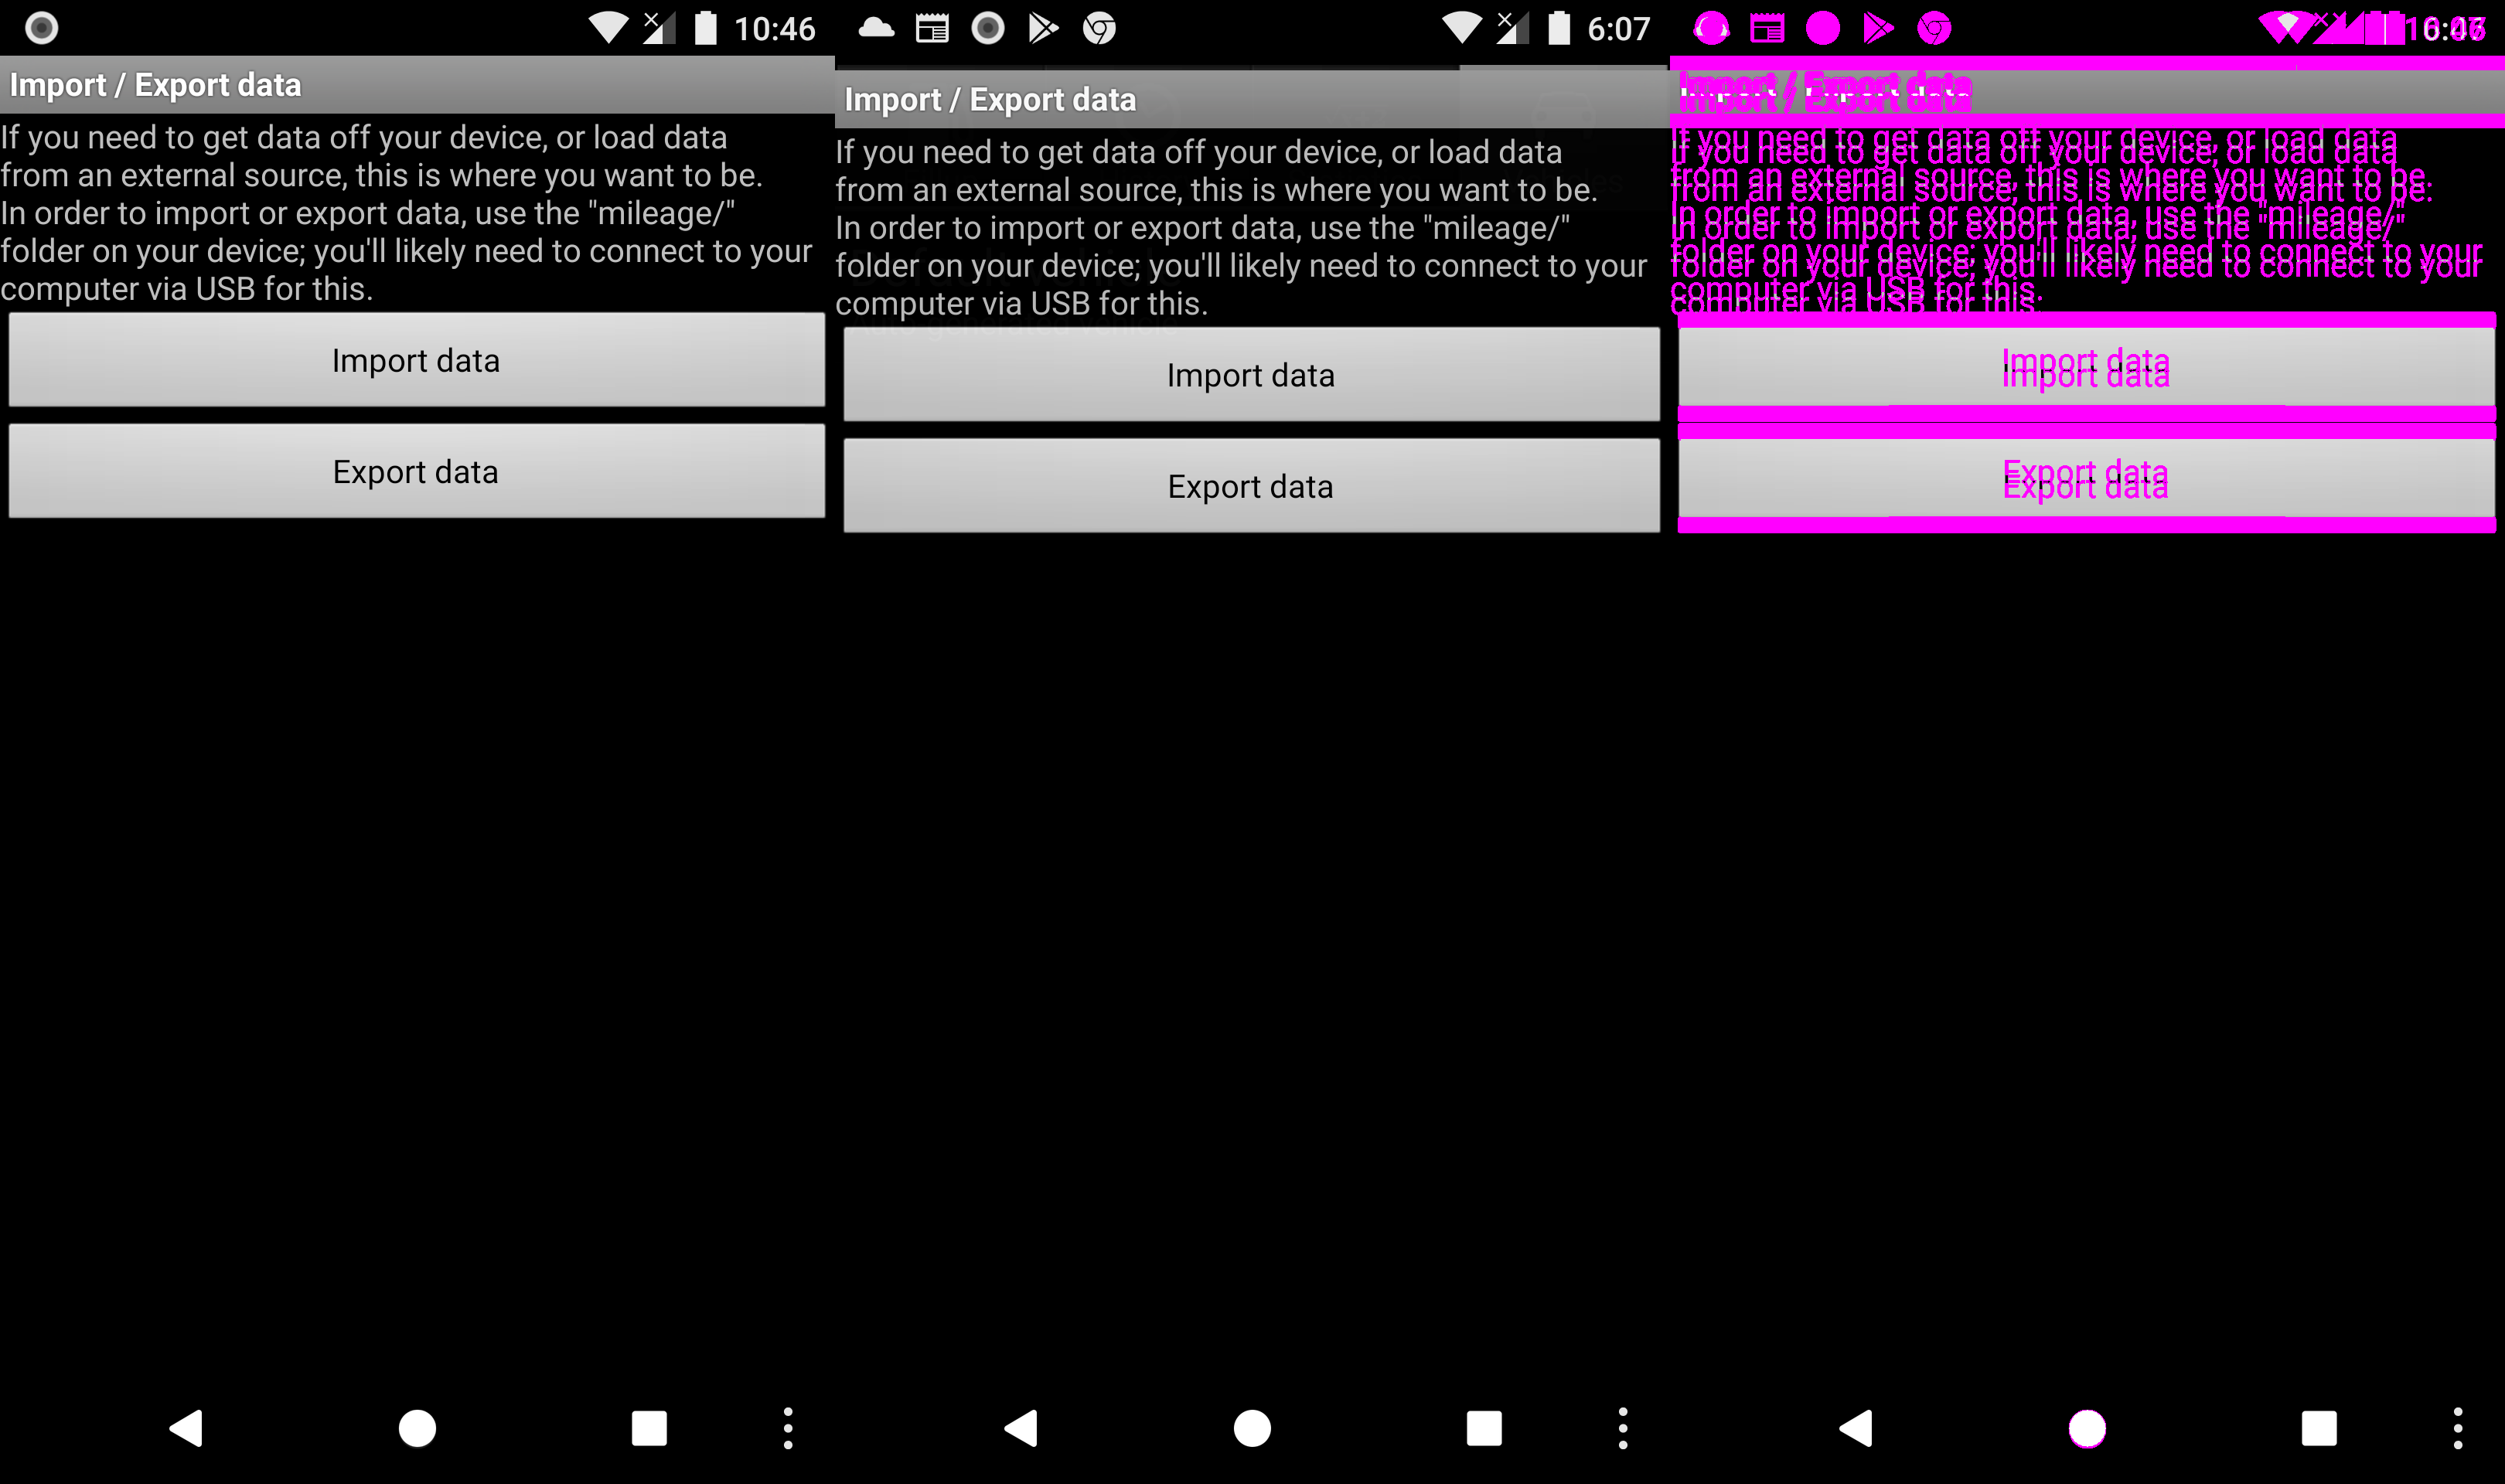 10:46
Import / Export data
If you need to get data off your device, or load data
from an external source, this is where you want to be.
In order to import or export data, use the "mileage/"
folder on your device; you'll likely need to connect to your
computer via USB for this.
Import data
Export data
6:07
Import / Export data
If you need to get data off your device, or load data
from an external source, this is where you want to be.
In order to import or export data, use the "mileage/"
folder on your device; you'll likely need to connect to your
computer via USB for this.
Import data
Export data
Import / Export data
If you need to get data off your device, or load data
from an external source, this is where you want to be.
In order to import or export data, use the "mileage/"
folder on your device; you'll likely need to connect to your
computer via USB for this.
Import data
Import data
Export data
Export data